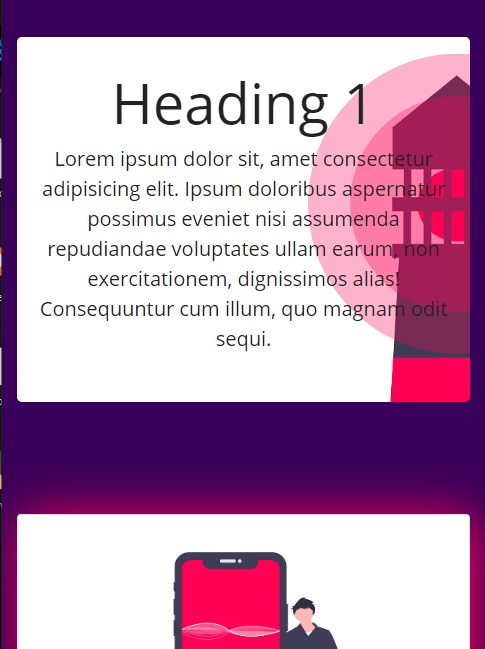 Heading 1
Lorem ipsum dolor sit, amet consectetur
adipisicing elit. Ipsum doloribus aspernatur
possimus eveniet nisi assumenda
repudiandae voluptates ullam earum, non
exercitationem, dignissimos alias!
Consequuntur cum illum, quo magnam odit
sequi.